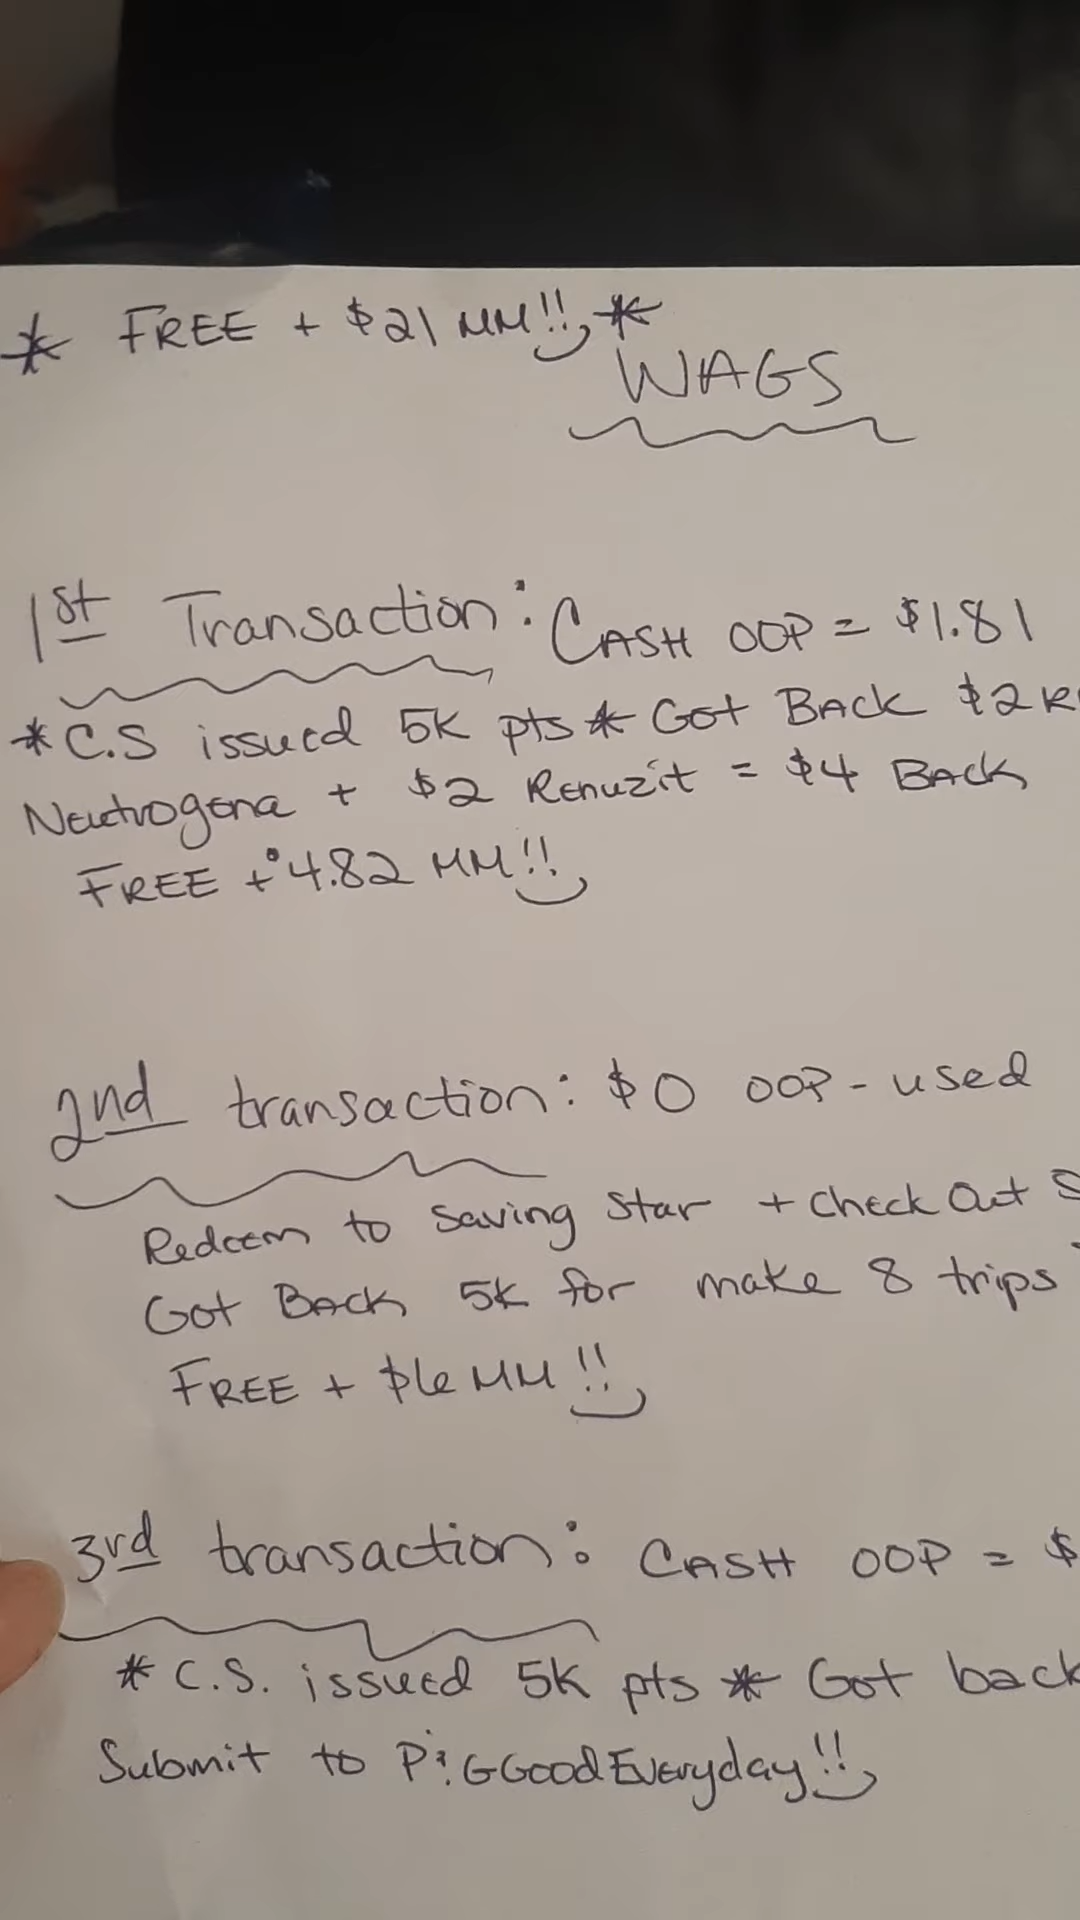 * FREE + $21 MM!! *
WAGS
1st Transaction: CASH OOP = $1.81
* C.S issued 5K pts * Got BACK $2 R
Neutrogena + $2 Renuzit = $4 BACK
FREE + 4.82 MM!!
2nd transaction: $0 OOP - used
Redeem to Saving Star + Check Out S
Got BACK 5K for make 8 trips
FREE + $6 MM!!
3rd transaction: CASH OOP = $
* C.S. issued 5K pts * Got back
Submit to P&GGoodEveryday!!